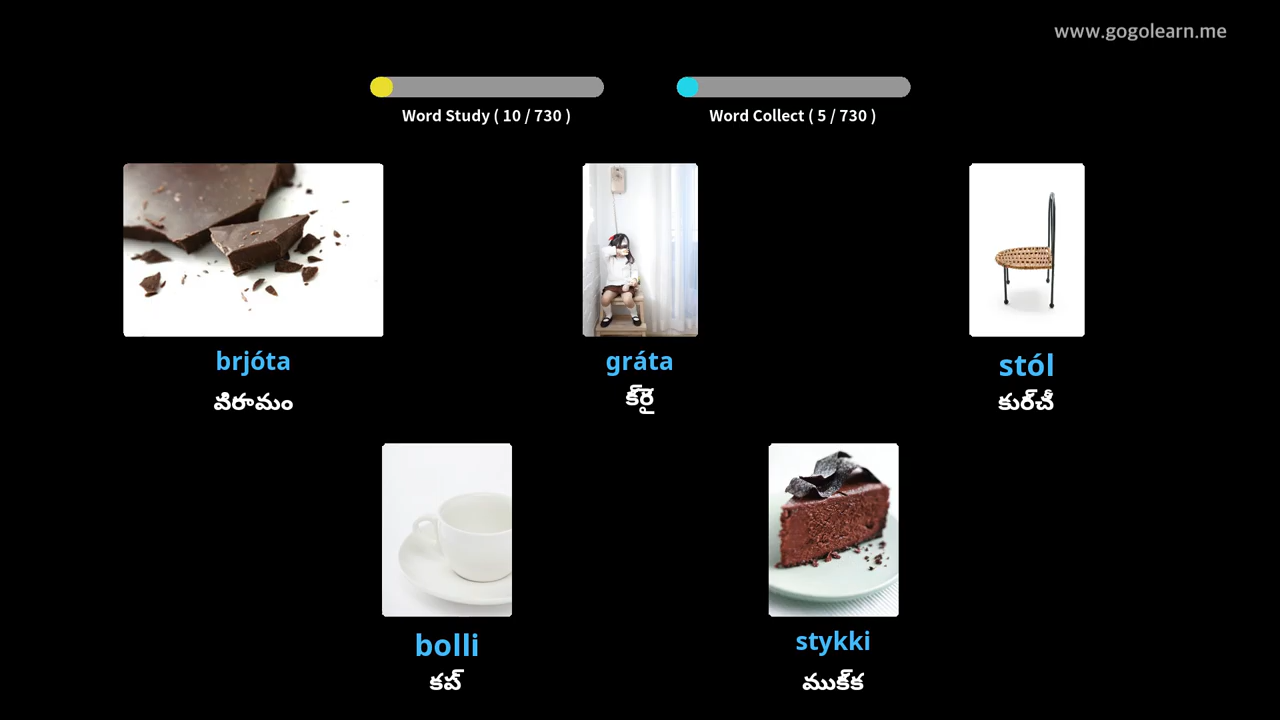 www.gogolearn.me
Word Study ( 10 / 730 )
Word Collect ( 5 / 730 )
brjóta
gráta
stól
విరామం
క్రై
కుర్చీ
bolli
stykki
కప్
ముక్క